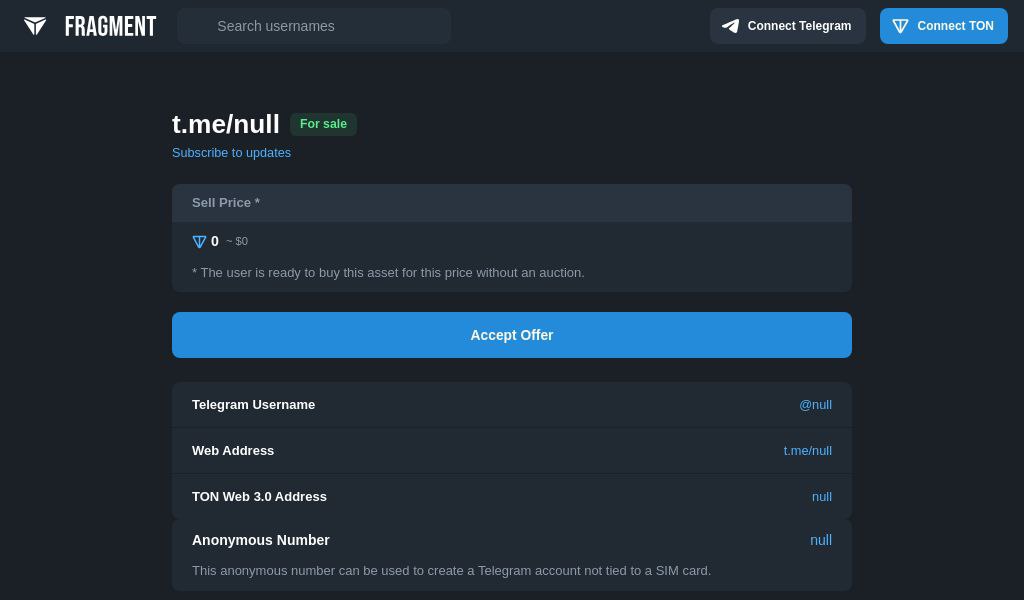 FRAGMENT
Search usernames
Connect Telegram
Connect TON
t.me/null
For sale
Subscribe to updates
Sell Price *
0 ~ $0
* The user is ready to buy this asset for this price without an auction.
Accept Offer
Telegram Username @null
Web Address t.me/null
TON Web 3.0 Address null
Anonymous Number null
This anonymous number can be used to create a Telegram account not tied to a SIM card.